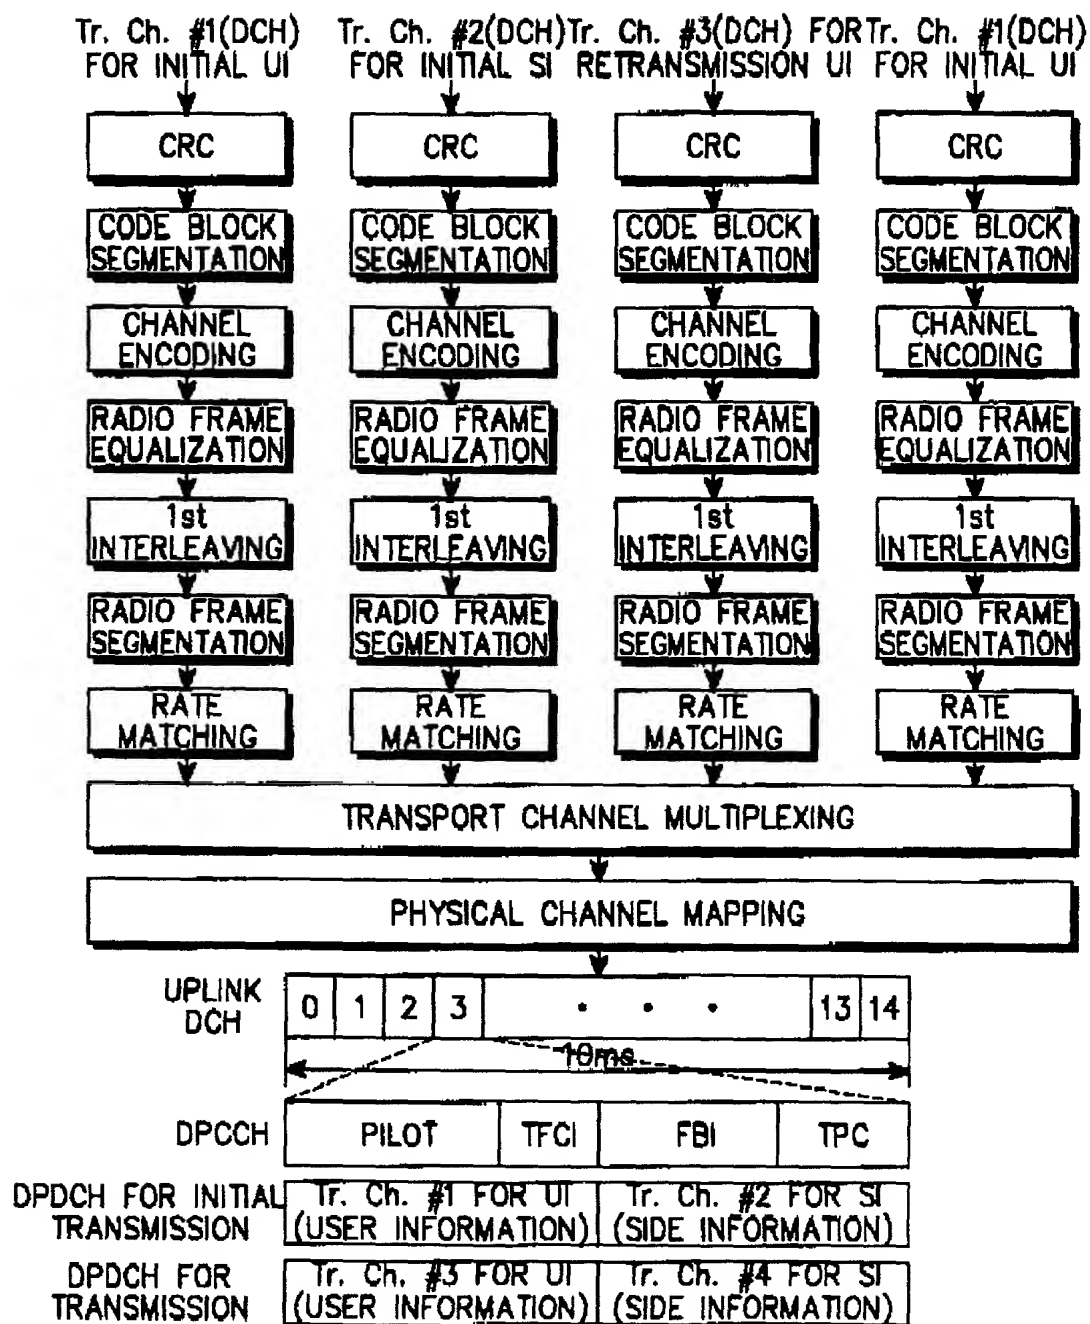 Tr. Ch. #1(DCH) FOR INITIAL UI
Tr. Ch. #2(DCH) FOR INITIAL SI
Tr. Ch. #3(DCH) FOR RETRANSMISSION UI
Tr. Ch. #1(DCH) FOR INITIAL UI
CRC CRC CRC CRC
CODE BLOCK SEGMENTATION CODE BLOCK SEGMENTATION CODE BLOCK SEGMENTATION CODE BLOCK SEGMENTATION
CHANNEL ENCODING CHANNEL ENCODING CHANNEL ENCODING CHANNEL ENCODING
RADIO FRAME EQUALIZATION RADIO FRAME EQUALIZATION RADIO FRAME EQUALIZATION RADIO FRAME EQUALIZATION
1st INTERLEAVING 1st INTERLEAVING 1st INTERLEAVING 1st INTERLEAVING
RADIO FRAME SEGMENTATION RADIO FRAME SEGMENTATION RADIO FRAME SEGMENTATION RADIO FRAME SEGMENTATION
RATE MATCHING RATE MATCHING RATE MATCHING RATE MATCHING
TRANSPORT CHANNEL MULTIPLEXING
PHYSICAL CHANNEL MAPPING
UPLINK DCH 0 1 2 3 • • • 13 14
10ms
DPCCH PILOT TFCI FBI TPC
DPDCH FOR INITIAL TRANSMISSION
Tr. Ch. #1 FOR UI (USER INFORMATION)
Tr. Ch. #2 FOR SI (SIDE INFORMATION)
DPDCH FOR TRANSMISSION
Tr. Ch. #3 FOR UI (USER INFORMATION)
Tr. Ch. #4 FOR SI (SIDE INFORMATION)